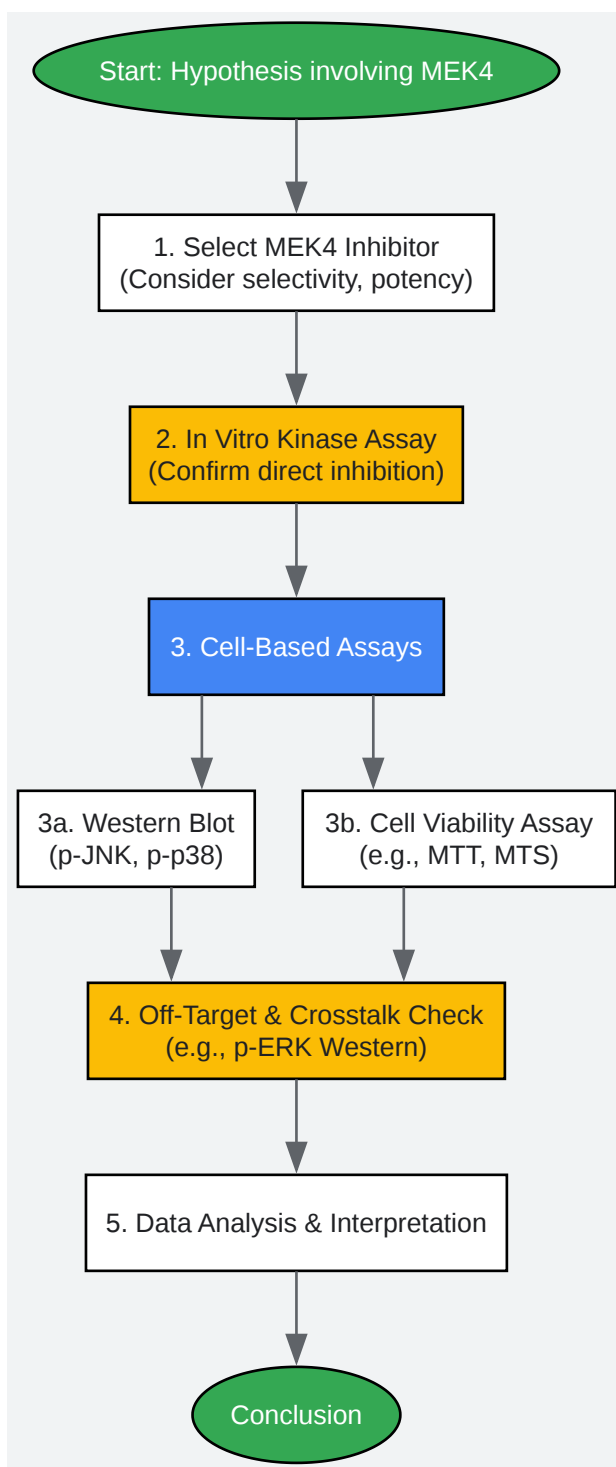 Start: Hypothesis involving MEK4
1. Select MEK4 Inhibitor
(Consider selectivity, potency)
2. In Vitro Kinase Assay
(Confirm direct inhibition)
3. Cell-Based Assays
3a. Western Blot
(p-JNK, p-p38)
3b. Cell Viability Assay
(e.g., MTT, MTS)
4. Off-Target & Crosstalk Check
(e.g., p-ERK Western)
5. Data Analysis & Interpretation
Conclusion